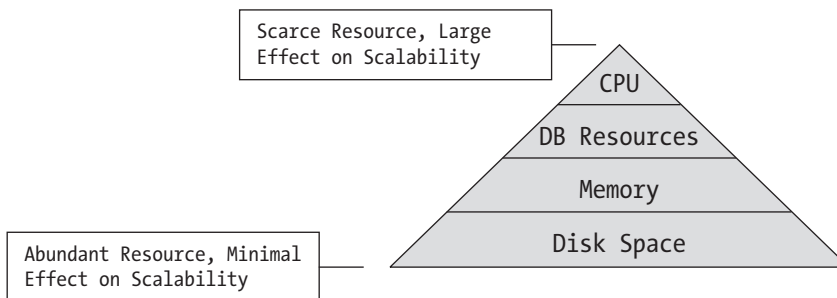 Scarce Resource, Large
Effect on Scalability
CPU
DB Resources
Memory
Disk Space
Abundant Resource, Minimal
Effect on Scalability